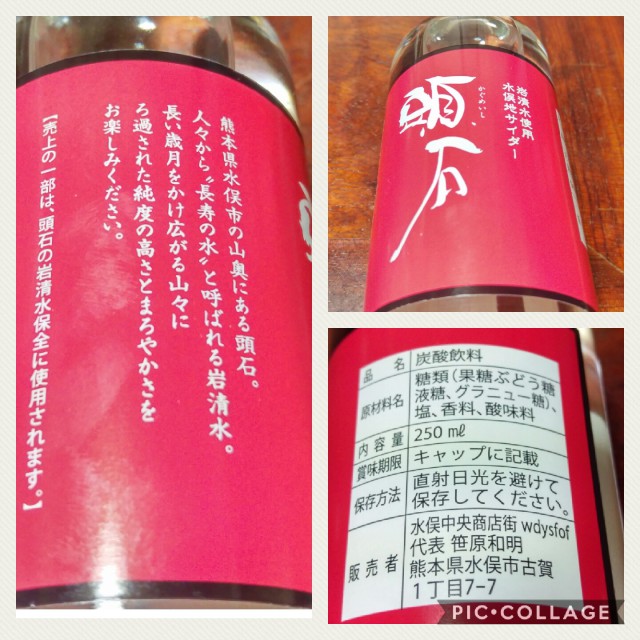 熊本県水俣市の山奥にある頭石。
人々から〝長寿の水〟と呼ばれる岩清水。
長い歳月をかけ広がる山々に
ろ過された純度の高さとまろやかさを
お楽しみください。
【売上の一部は、頭石の岩清水保全に使用されます。】
岩清水使用
水俣地サイダー
かぐめいし
頭石
品名 炭酸飲料
原材料名 糖類(果糖ぶどう糖
液糖、グラニュー糖)、
塩、香料、酸味料
内容量 250㎖
賞味期限 キャップに記載
保存方法 直射日光を避けて
保存してください。
販売者 水俣中央商店街 wdysfof
代表 笹原和明
熊本県水俣市古賀
1丁目7−7
PIC•COLLAGE